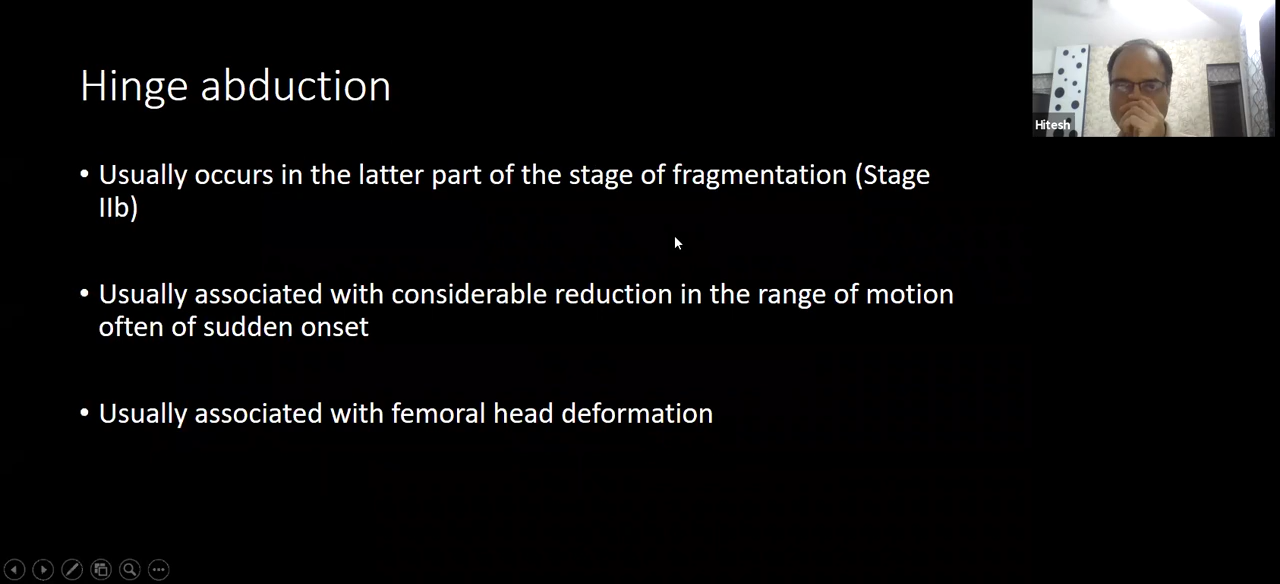 Hinge abduction
• Usually occurs in the latter part of the stage of fragmentation (Stage
IIb)
• Usually associated with considerable reduction in the range of motion
often of sudden onset
• Usually associated with femoral head deformation
Hitesh